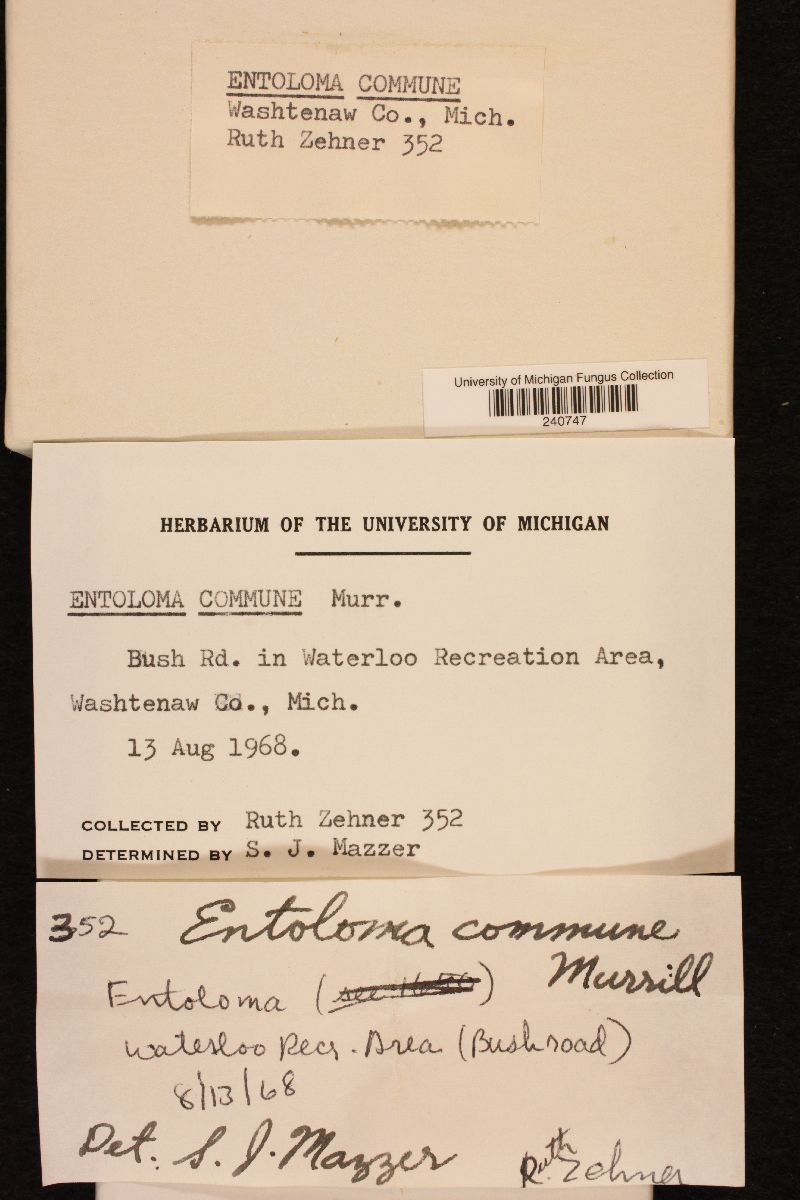 ENTOLOMA COMMUNE
Washtenaw Co., Mich.
Ruth Zehner 352
University of Michigan Fungus Collection
240747
HERBARIUM OF THE UNIVERSITY OF MICHIGAN
ENTOLOMA COMMUNE Murr.
Bush Rd. in Waterloo Recreation Area,
Washtenaw Co., Mich.
13 Aug 1968.
COLLECTED BY Ruth Zehner 352
DETERMINED BY S. J. Mazzer
352 Entoloma commune
Murrill
Entoloma (see)
Waterloo Recr. Area (Bush road)
8/13/68
Det. S. J. Mazzer
Ruth Zehner